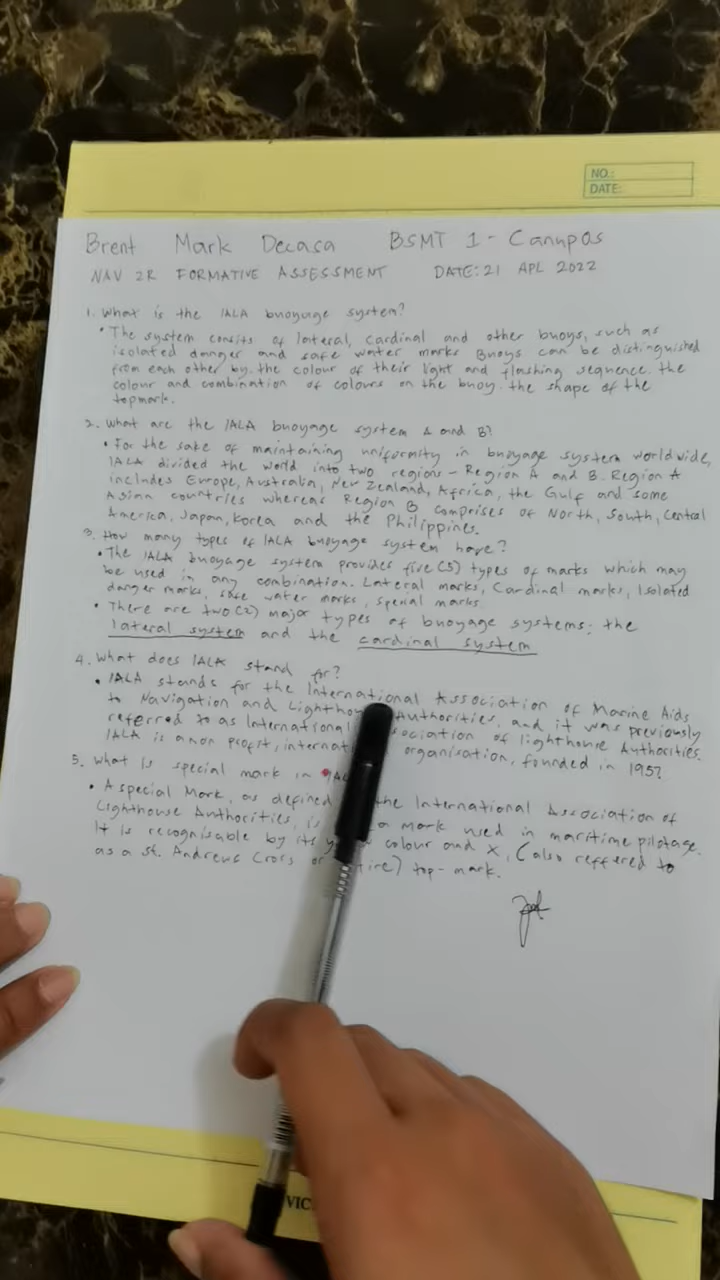 NO.:
DATE:
Brent Mark Decasa BSMT 1 - Canopus
NAV 2R FORMATIVE ASSESSMENT DATE: 21 APL 2022
1. What is the IALA buoyage system?
• The system consits of lateral, cardinal and other buoys, such as
isolated danger and safe water marks Buoys can be distinguished
from each other by. the colour of their light and flashing sequence. the
colour and combination of colours on the buoy. the shape of the
topmark.
2. What are the IALA buoyage system A and B?
• For the sake of maintaining uniformity in buoyage system worldwide,
IALA divided the world into two regions - Region A and B. Region A
includes Europe, Australia, New Zealand, Africa, the Gulf and some
Asian countries whereas Region B comprises of North, South, Central
America, Japan, Korea and the Philippines.
3. How many types of IALA buoyage system have?
• The IALA buoyage system provides five (5) types of marks which may
be used in any combination. Lateral marks, Cardinal marks, Isolated
danger marks, safe water marks, special marks.
• There are two (2) major types of buoyage systems: the
lateral system and the cardinal system
4. What does IALA stand for?
• IALA stands for the International Association of Marine Aids
to Navigation and Lighthouse Authorities, and it was previously
referred to as International Association of lighthouse Authorities.
IALA is a non profit, international organisation, founded in 1957
5. What is special mark in IALA
• A special Mark, as defined the International Association of
Lighthouse Authorities, is a mark used in maritime pilotage.
It is recognisable by its colour and X, (also reffered to
as a st. Andrews Cross or top-mark.
VIC